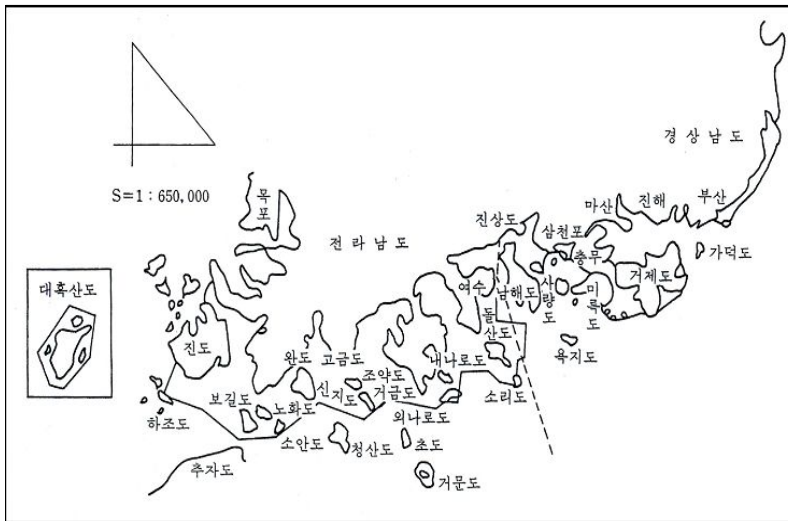 경상남도
S=1：650,000
목포
전라남도
진상도
삼천포
마산
진해
부산
가덕도
충무
거제도
미륵도
사량도
남해도
여수
돌산도
욕지도
대흑산도
진도
완도
고금도
조약도
내나로도
신지도
거금도
소리도
하조도
보길도
노화도
외나로도
소안도
청산도
초도
추자도
거문도